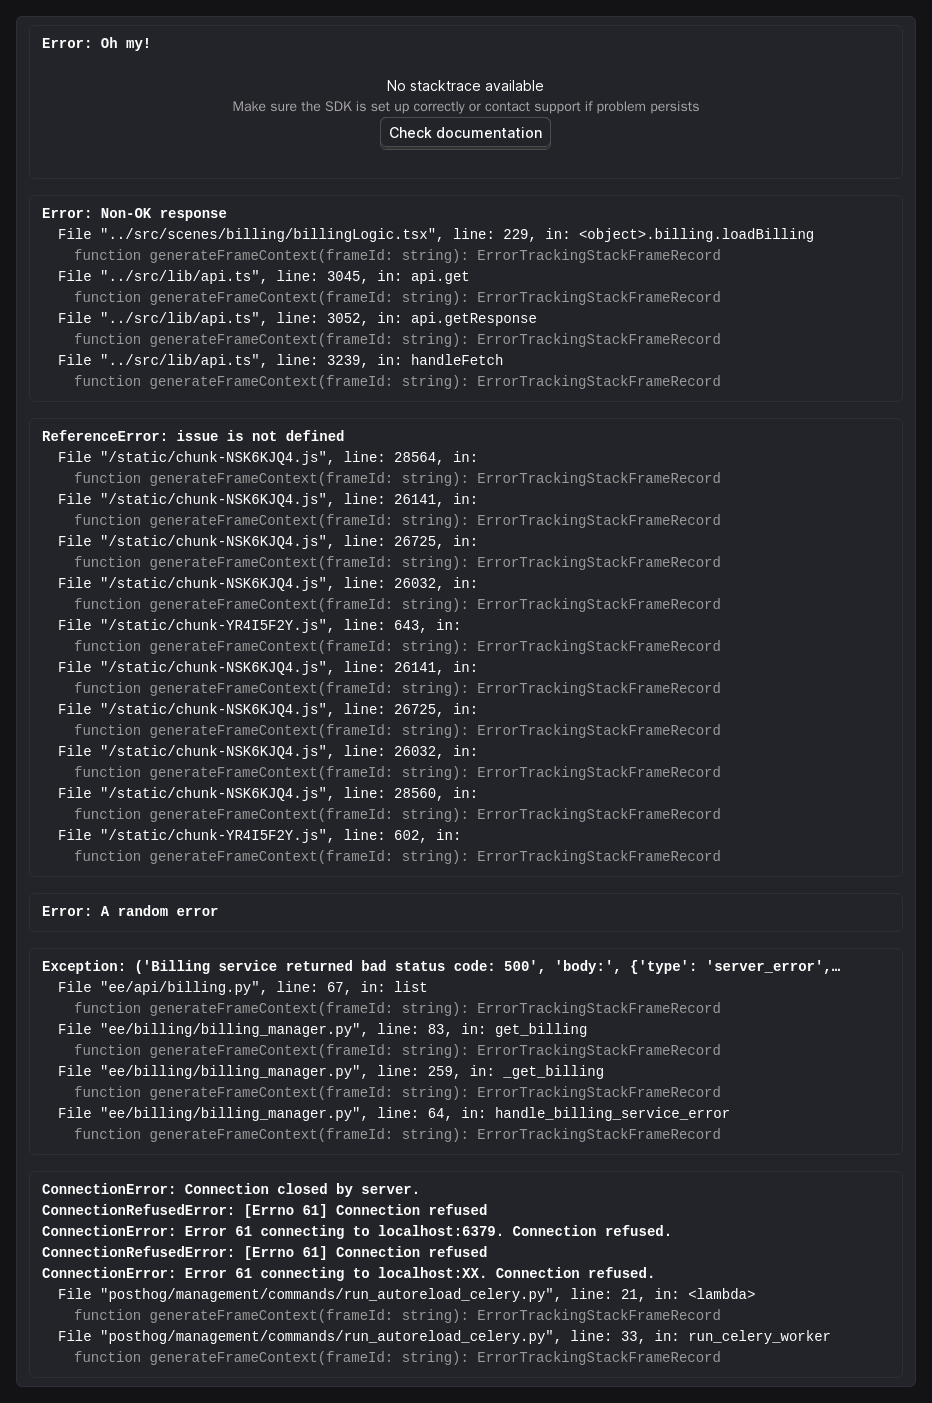 Error: Oh my!
No stacktrace available
Make sure the SDK is set up correctly or contact support if problem persists
Check documentation
Error: Non-OK response
File "../src/scenes/billing/billingLogic.tsx", line: 229, in: <object>.billing.loadBilling
function generateFrameContext(frameId: string): ErrorTrackingStackFrameRecord
File "../src/lib/api.ts", line: 3045, in: api.get
function generateFrameContext(frameId: string): ErrorTrackingStackFrameRecord
File "../src/lib/api.ts", line: 3052, in: api.getResponse
function generateFrameContext(frameId: string): ErrorTrackingStackFrameRecord
File "../src/lib/api.ts", line: 3239, in: handleFetch
function generateFrameContext(frameId: string): ErrorTrackingStackFrameRecord
ReferenceError: issue is not defined
File "/static/chunk-NSK6KJQ4.js", line: 28564, in:
function generateFrameContext(frameId: string): ErrorTrackingStackFrameRecord
File "/static/chunk-NSK6KJQ4.js", line: 26141, in:
function generateFrameContext(frameId: string): ErrorTrackingStackFrameRecord
File "/static/chunk-NSK6KJQ4.js", line: 26725, in:
function generateFrameContext(frameId: string): ErrorTrackingStackFrameRecord
File "/static/chunk-NSK6KJQ4.js", line: 26032, in:
function generateFrameContext(frameId: string): ErrorTrackingStackFrameRecord
File "/static/chunk-YR4I5F2Y.js", line: 643, in:
function generateFrameContext(frameId: string): ErrorTrackingStackFrameRecord
File "/static/chunk-NSK6KJQ4.js", line: 26141, in:
function generateFrameContext(frameId: string): ErrorTrackingStackFrameRecord
File "/static/chunk-NSK6KJQ4.js", line: 26725, in:
function generateFrameContext(frameId: string): ErrorTrackingStackFrameRecord
File "/static/chunk-NSK6KJQ4.js", line: 26032, in:
function generateFrameContext(frameId: string): ErrorTrackingStackFrameRecord
File "/static/chunk-NSK6KJQ4.js", line: 28560, in:
function generateFrameContext(frameId: string): ErrorTrackingStackFrameRecord
File "/static/chunk-YR4I5F2Y.js", line: 602, in:
function generateFrameContext(frameId: string): ErrorTrackingStackFrameRecord
Error: A random error
Exception: ('Billing service returned bad status code: 500', 'body:', {'type': 'server_error',…
File "ee/api/billing.py", line: 67, in: list
function generateFrameContext(frameId: string): ErrorTrackingStackFrameRecord
File "ee/billing/billing_manager.py", line: 83, in: get_billing
function generateFrameContext(frameId: string): ErrorTrackingStackFrameRecord
File "ee/billing/billing_manager.py", line: 259, in: _get_billing
function generateFrameContext(frameId: string): ErrorTrackingStackFrameRecord
File "ee/billing/billing_manager.py", line: 64, in: handle_billing_service_error
function generateFrameContext(frameId: string): ErrorTrackingStackFrameRecord
ConnectionError: Connection closed by server.
ConnectionRefusedError: [Errno 61] Connection refused
ConnectionError: Error 61 connecting to localhost:6379. Connection refused.
ConnectionRefusedError: [Errno 61] Connection refused
ConnectionError: Error 61 connecting to localhost:XX. Connection refused.
File "posthog/management/commands/run_autoreload_celery.py", line: 21, in: <lambda>
function generateFrameContext(frameId: string): ErrorTrackingStackFrameRecord
File "posthog/management/commands/run_autoreload_celery.py", line: 33, in: run_celery_worker
function generateFrameContext(frameId: string): ErrorTrackingStackFrameRecord